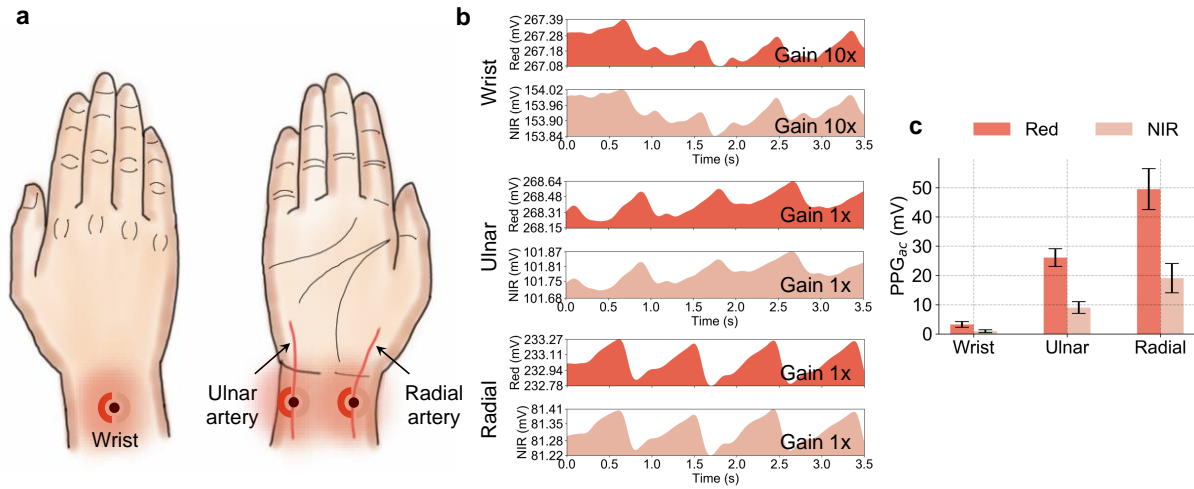 a
Ulnar
artery
Radial
artery
Wrist
b
Wrist
Red (mV)
267.39
267.28
267.18
267.08
Gain 10x
NIR (mV)
154.02
153.96
153.90
153.84
Gain 10x
0.0 0.5 1.0 1.5 2.0 2.5 3.0 3.5
Time (s)
Ulnar
Red (mV)
268.64
268.48
268.31
268.15
Gain 1x
NIR (mV)
101.87
101.81
101.75
101.68
Gain 1x
0.0 0.5 1.0 1.5 2.0 2.5 3.0 3.5
Time (s)
Radial
Red (mV)
233.27
233.11
232.94
232.78
Gain 1x
NIR (mV)
81.41
81.35
81.28
81.22
Gain 1x
0.0 0.5 1.0 1.5 2.0 2.5 3.0 3.5
Time (s)
c
Red NIR
PPGac (mV)
50
40
30
20
10
0
Wrist Ulnar Radial